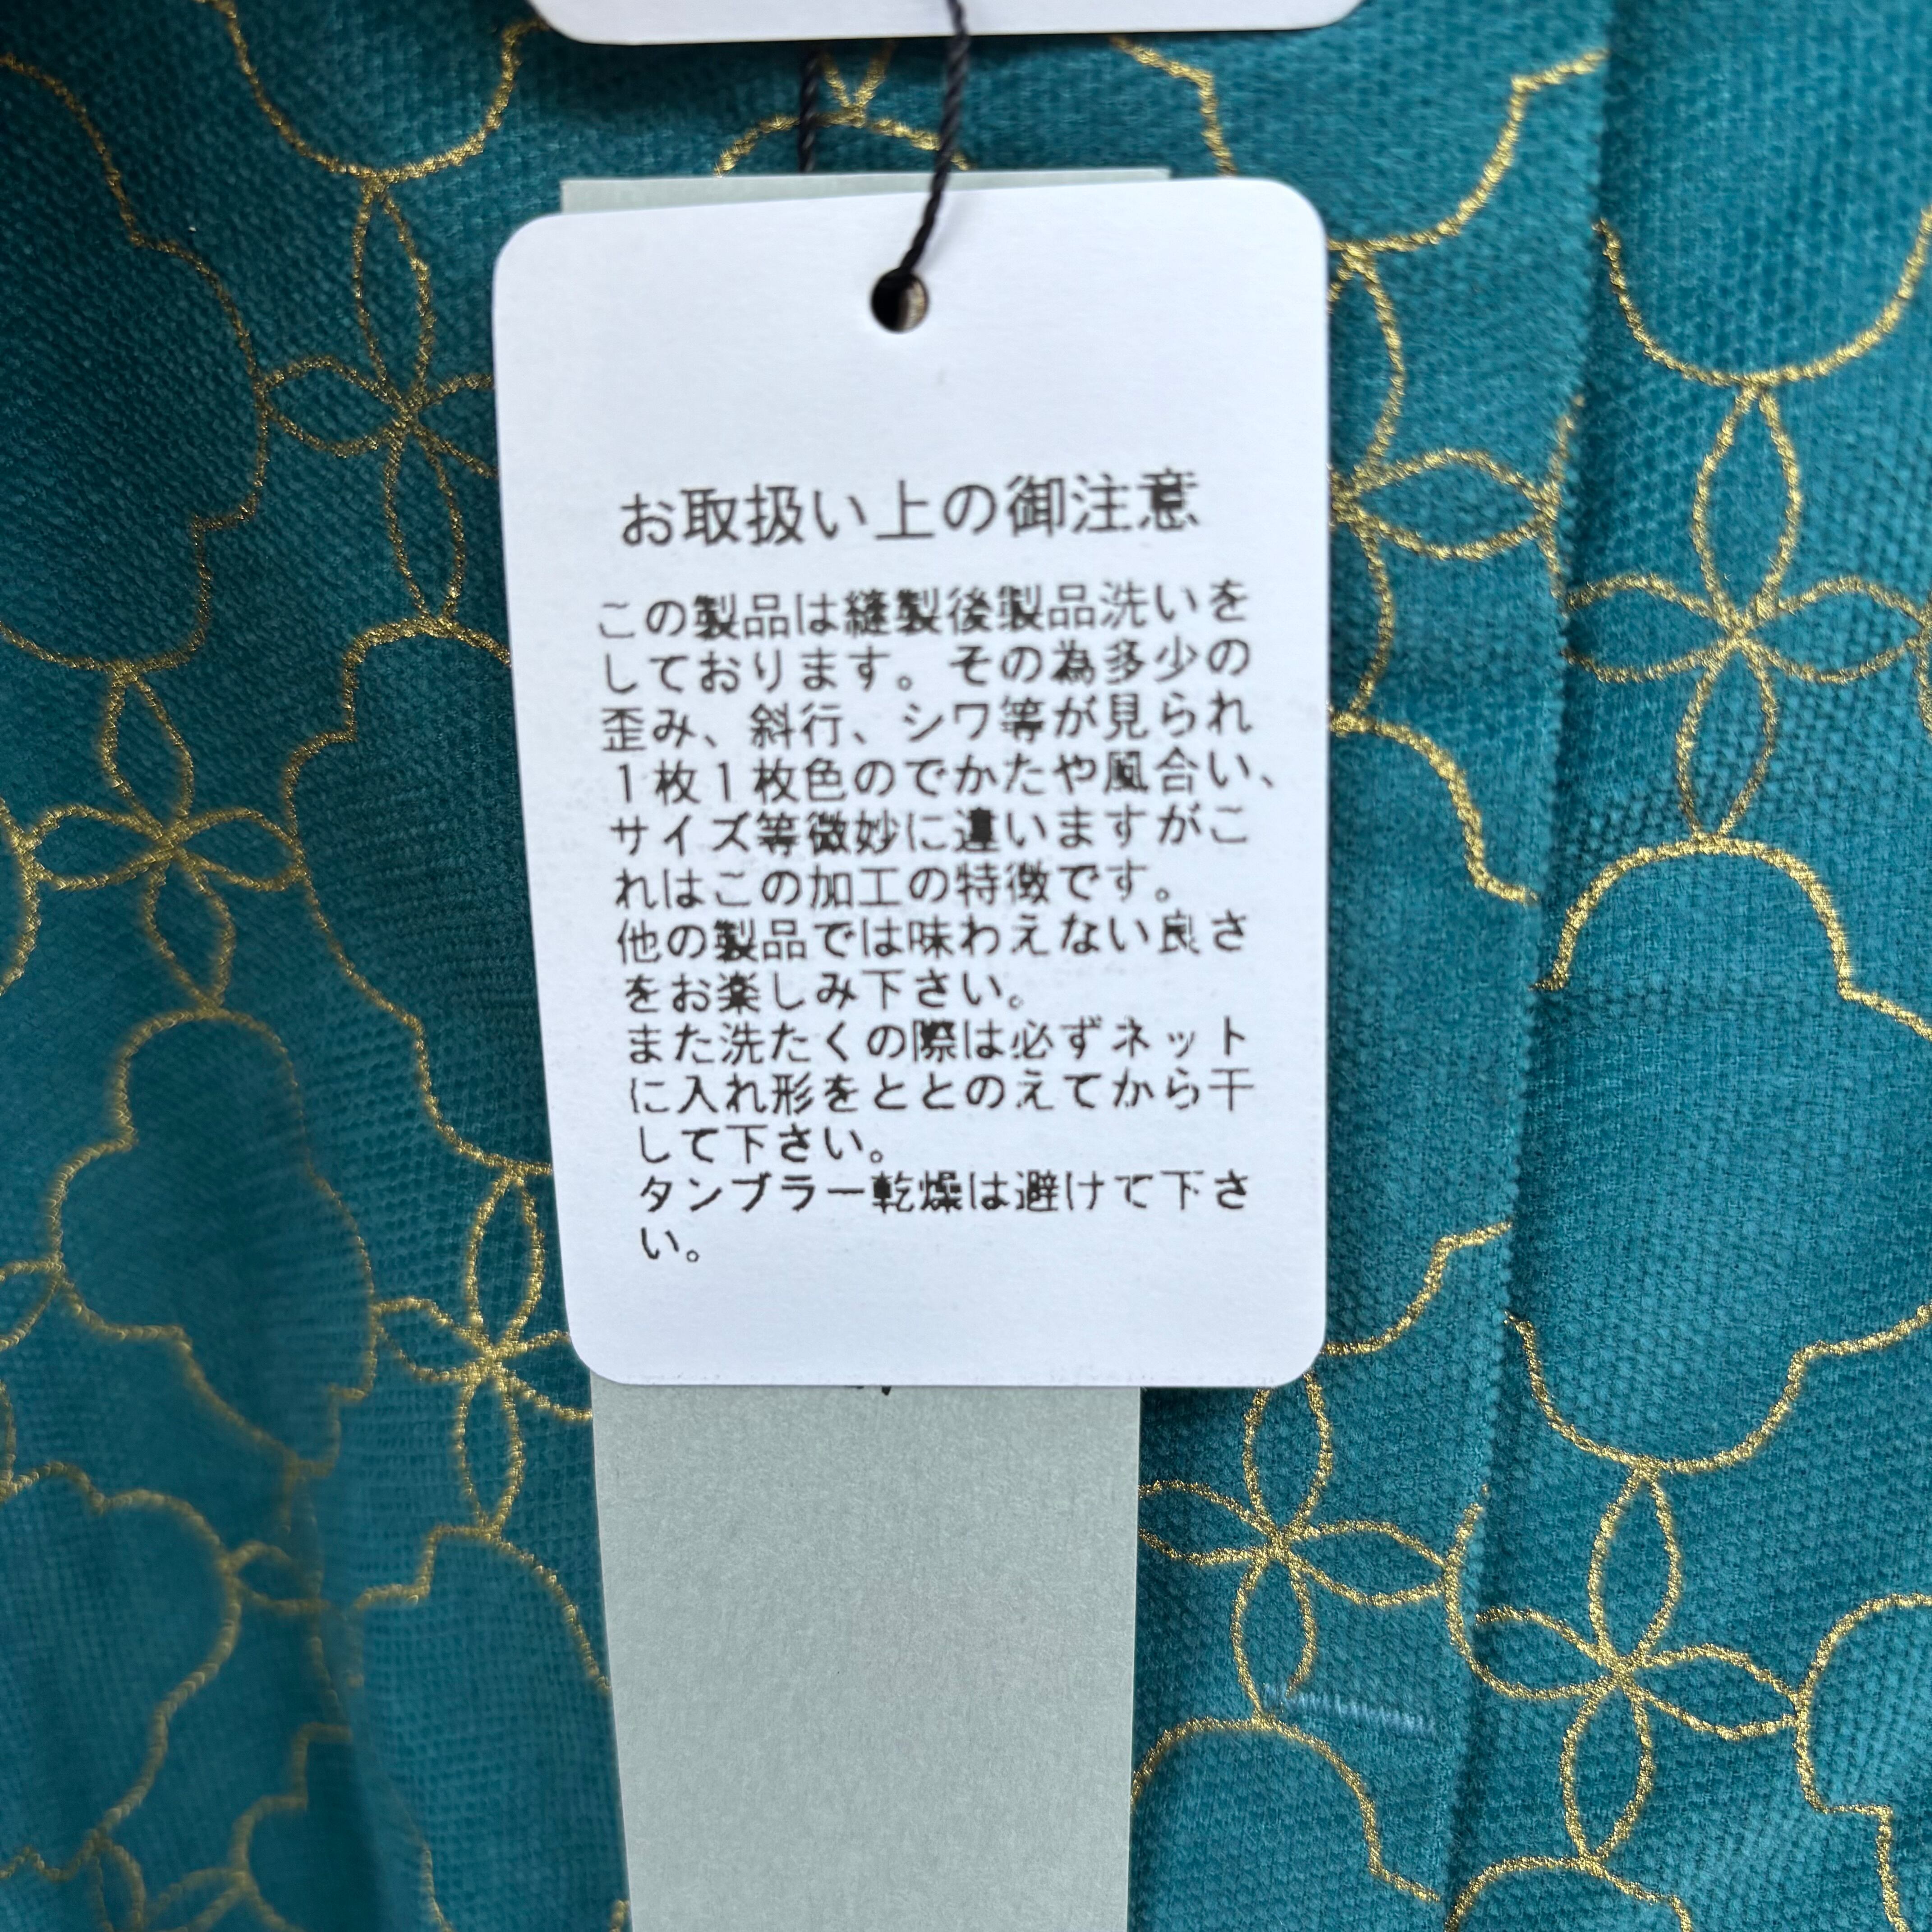 お取扱い上の御注意
この製品は縫製後製品洗いを
しております。その為多少の
歪み、斜行、シワ等が見られ
1枚1枚色のでかたや風合い、
サイズ等微妙に違いますがこ
れはこの加工の特徴です。
他の製品では味わえない良さ
をお楽しみ下さい。
また洗たくの際は必ずネット
に入れ形をととのえてから干
して下さい。
タンブラー乾燥は避けて下さ
い。